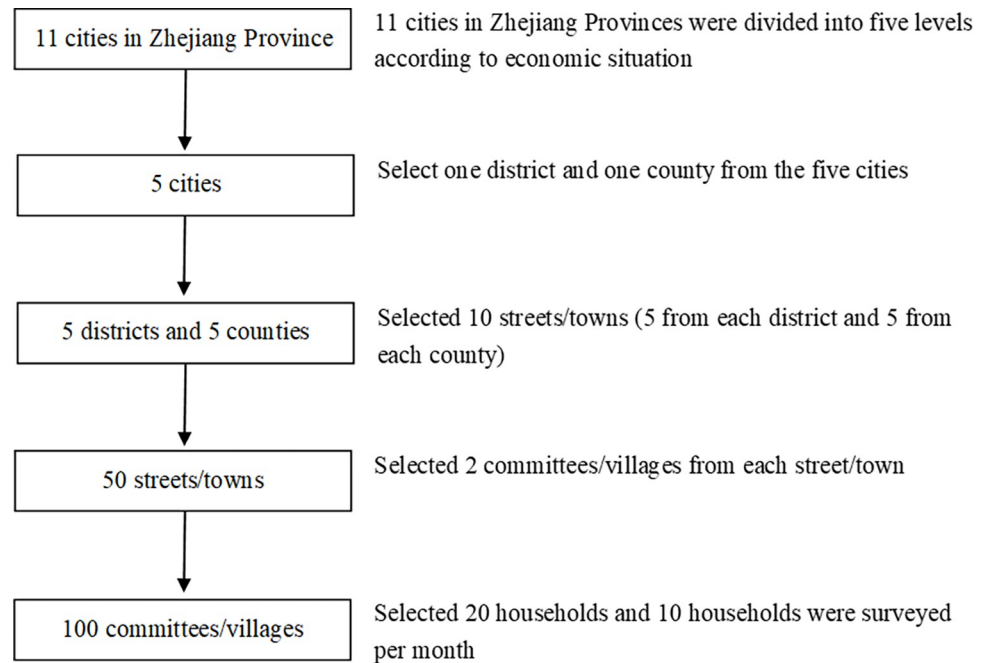 11 cities in Zhejiang Province
11 cities in Zhejiang Provinces were divided into five levels
according to economic situation
5 cities
Select one district and one county from the five cities
5 districts and 5 counties
Selected 10 streets/towns (5 from each district and 5 from
each county)
50 streets/towns
Selected 2 committees/villages from each street/town
100 committees/villages
Selected 20 households and 10 households were surveyed
per month